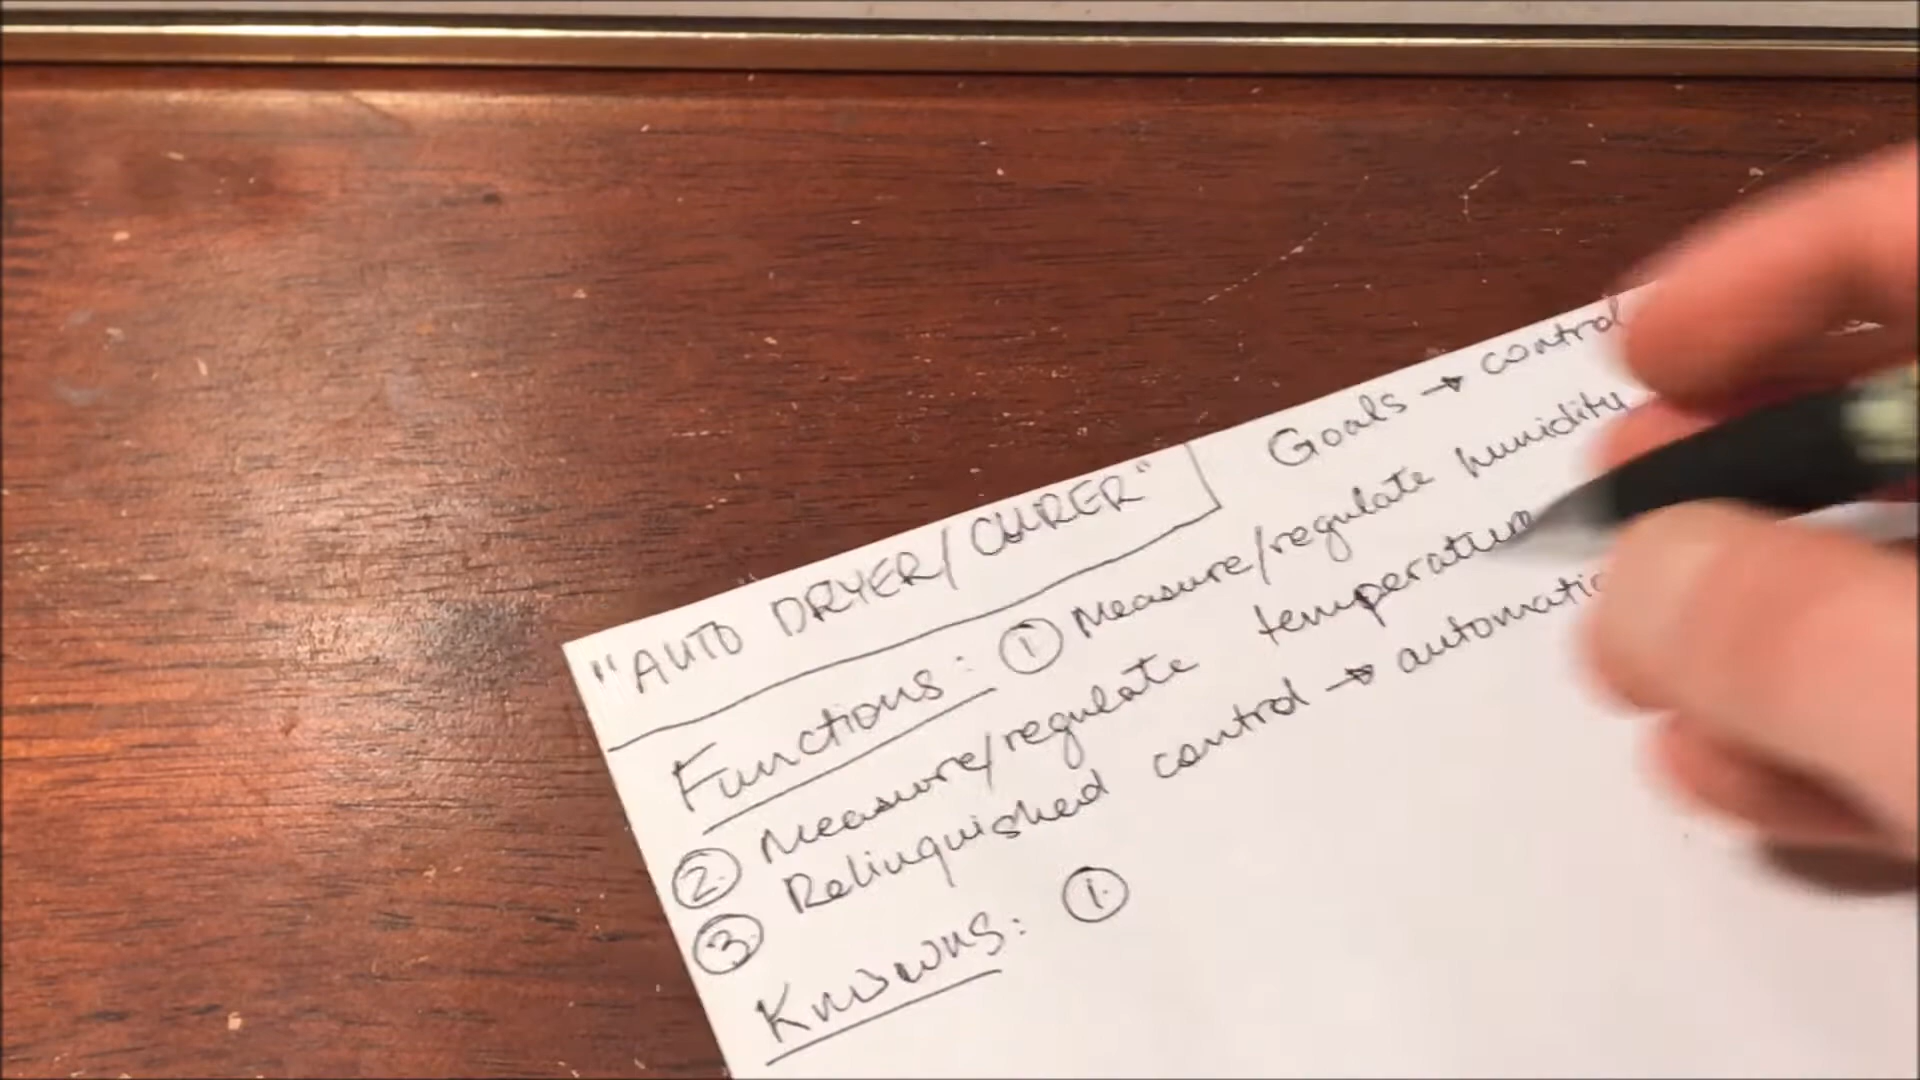 "AUTO DRYER/CURER" Goals → control
Functions: ① Measure/regulate humidity
② Measure/regulate temperature
③ Relinquished control → automatic
Knowns: ①